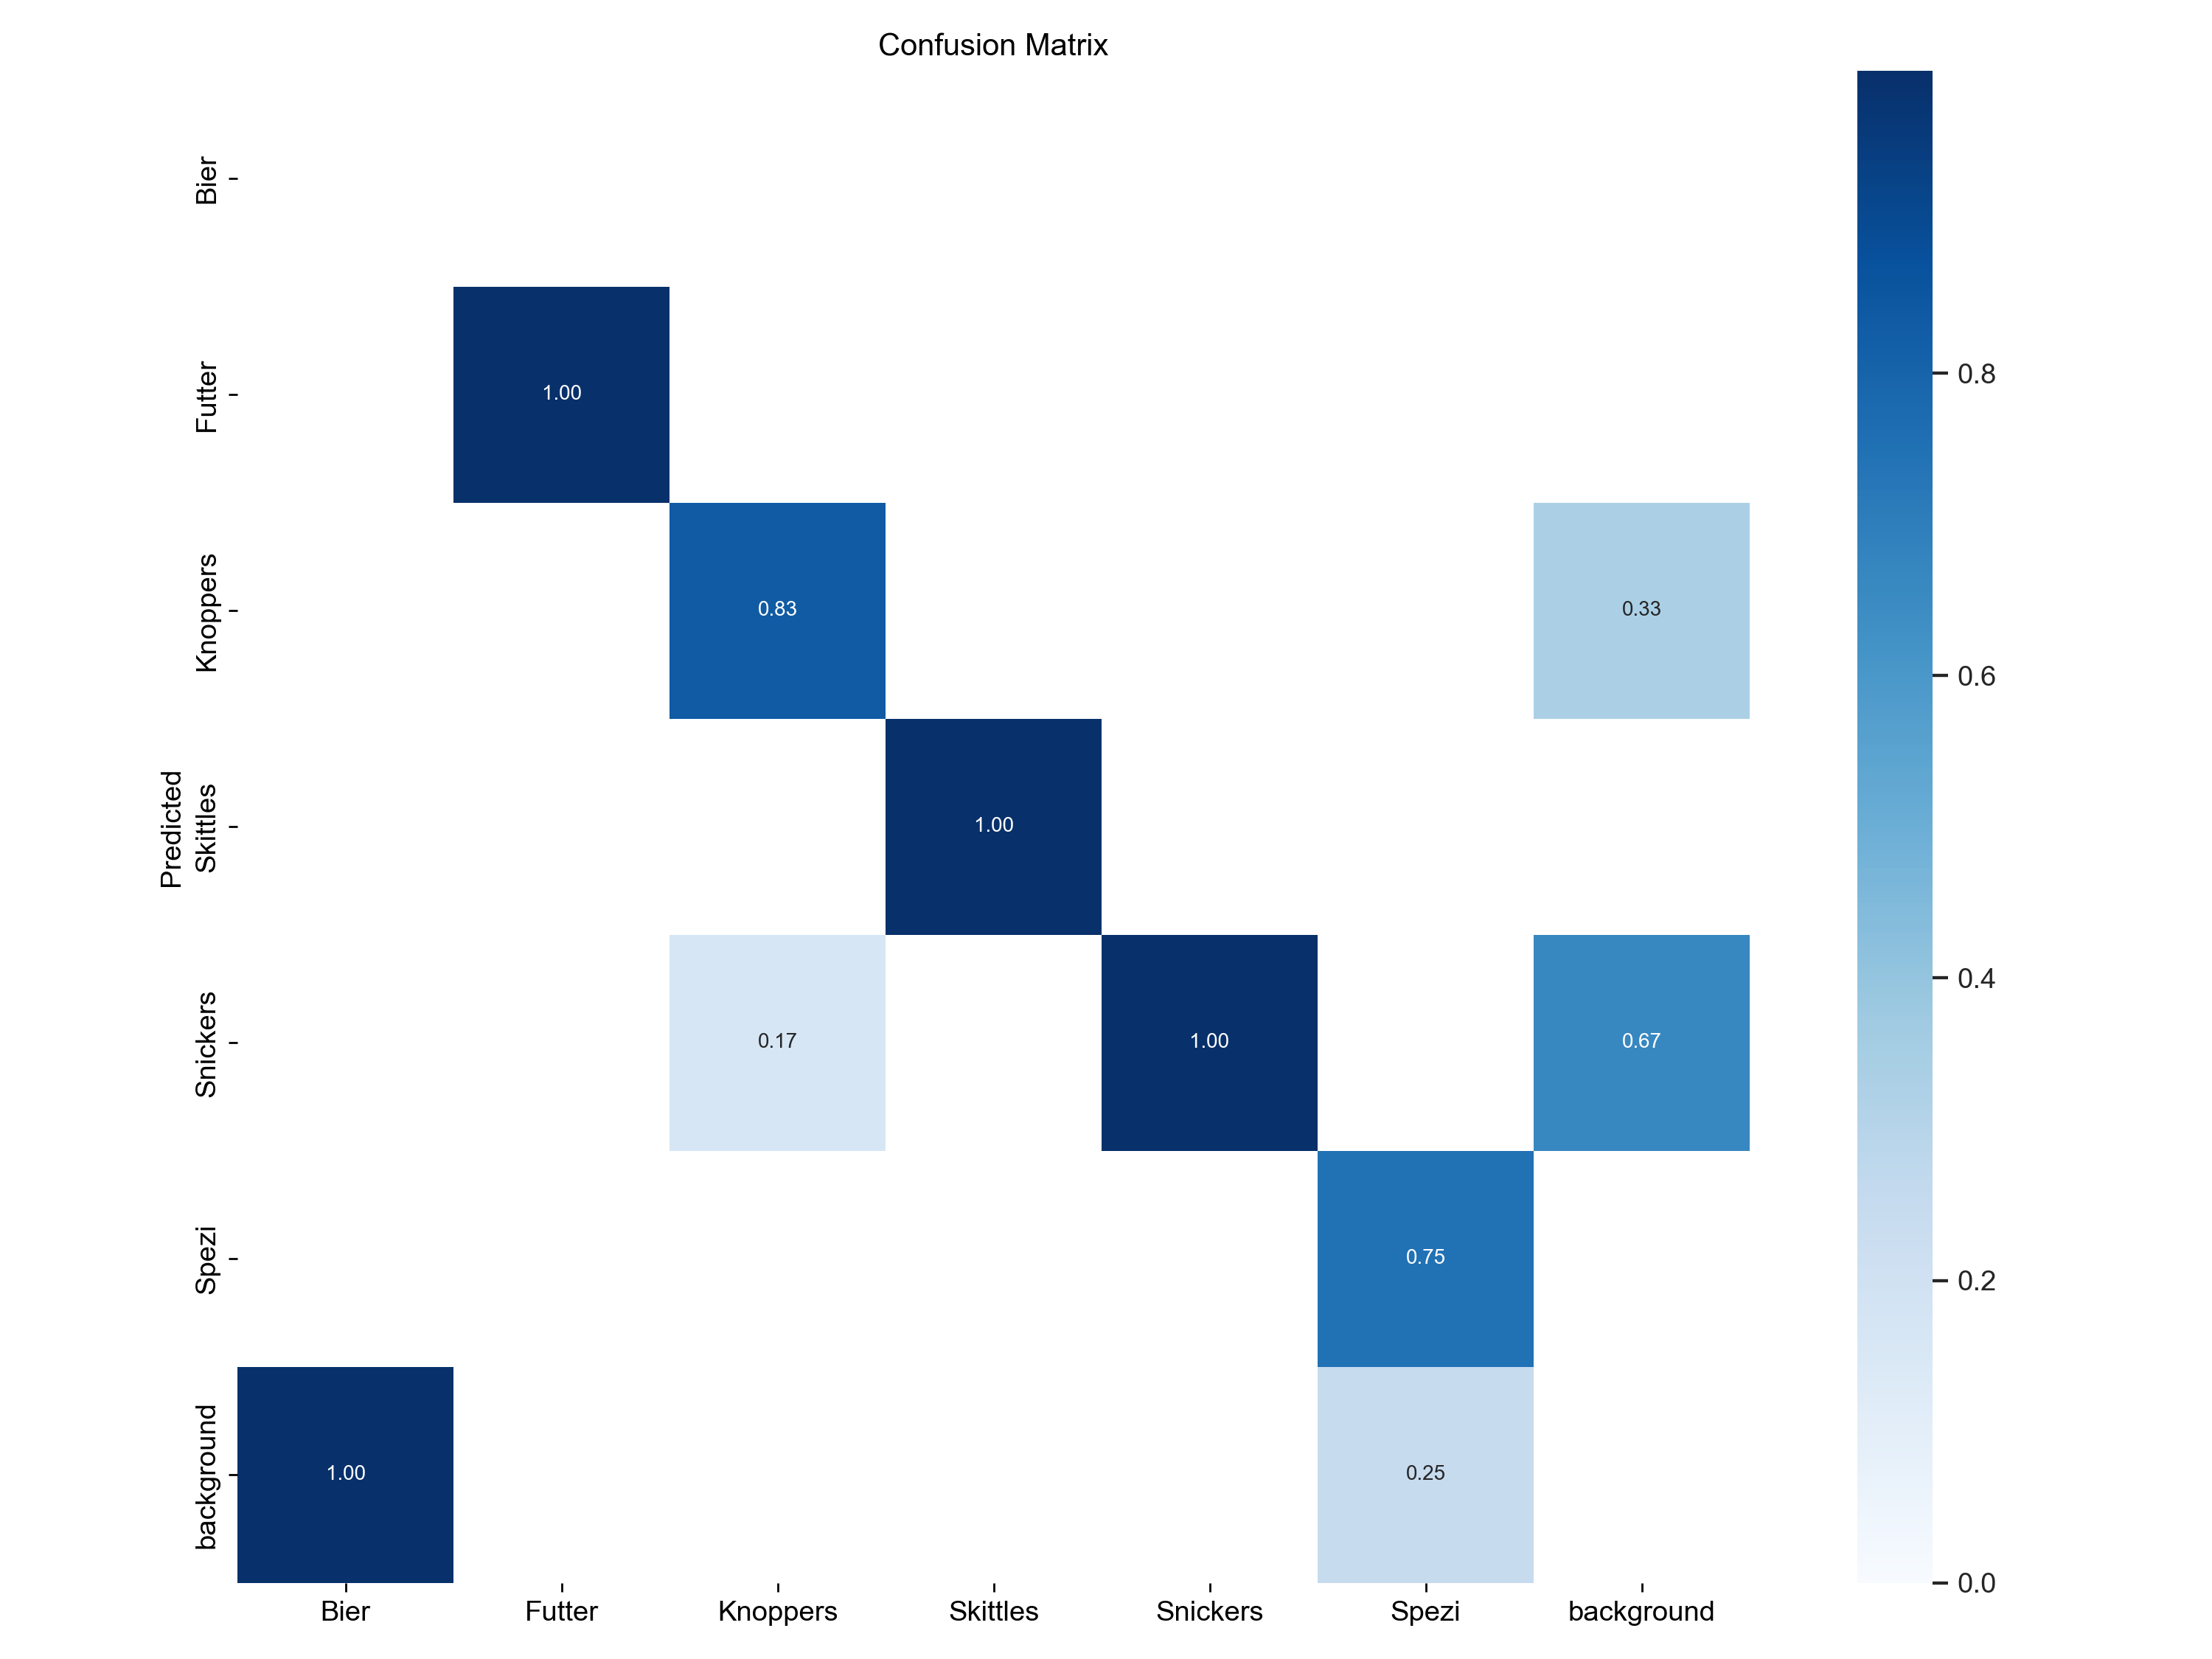 Confusion Matrix
Predicted
Bier
Futter
1.00
Knoppers
0.83
0.33
Skittles
1.00
Snickers
0.17
1.00
0.67
Spezi
0.75
background
1.00
0.25
Bier
Futter
Knoppers
Skittles
Snickers
Spezi
background
0.8
0.6
0.4
0.2
0.0